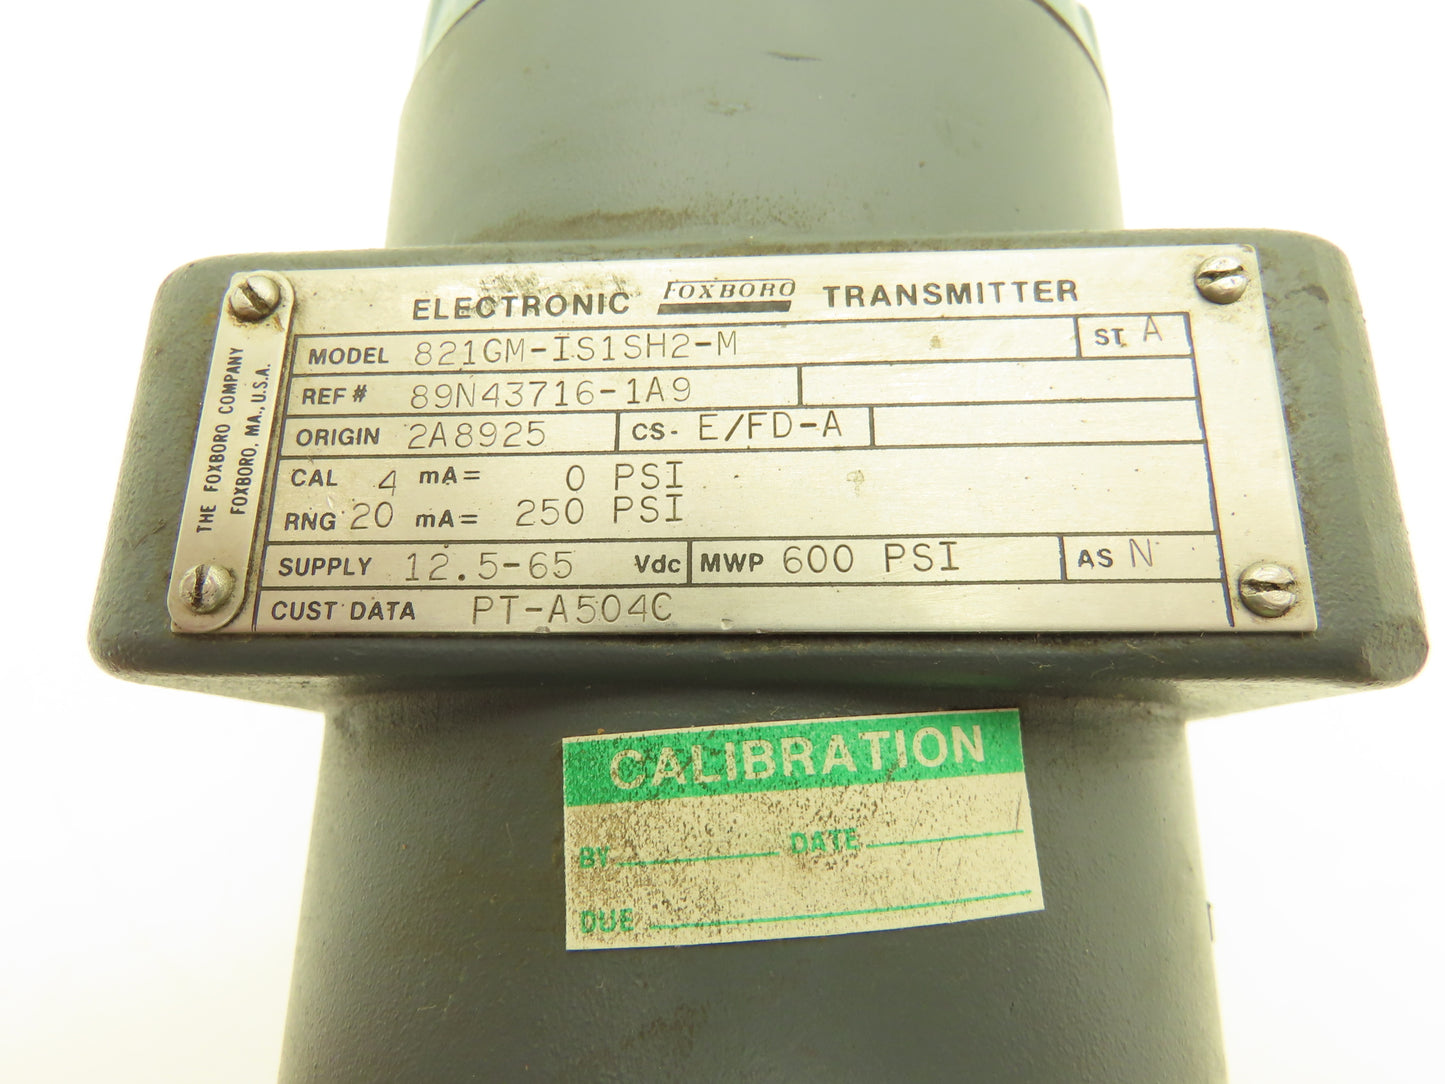 ELECTRONIC FOXBORO TRANSMITTER
MODEL 821GM-IS1SH2-M ST. A
REF # 89N43716-1A9
ORIGIN 2A8925 CS- E/FD-A
CAL 4 mA= 0 PSI
RNG 20 mA= 250 PSI
SUPPLY 12.5-65 Vdc MWP 600 PSI AS N
CUST DATA PT-A504C
THE FOXBORO COMPANY
FOXBORO, MA., U.S.A.
CALIBRATION
BY DATE
DUE